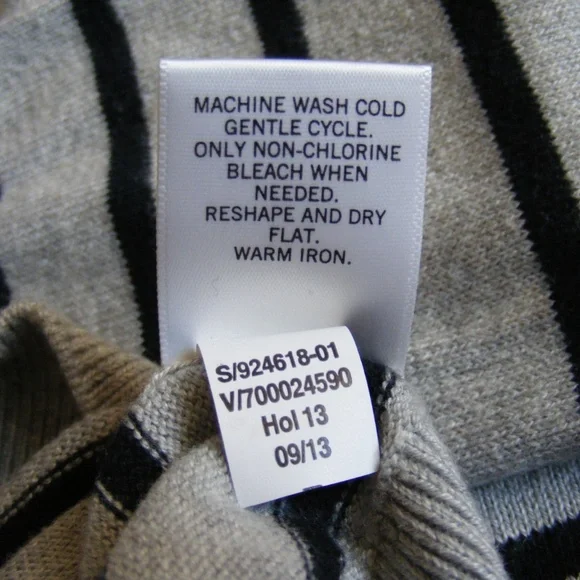 MACHINE WASH COLD
GENTLE CYCLE.
ONLY NON-CHLORINE
BLEACH WHEN
NEEDED.
RESHAPE AND DRY
FLAT.
WARM IRON.
S/924618-01
V/700024590
Hol 13
09/13